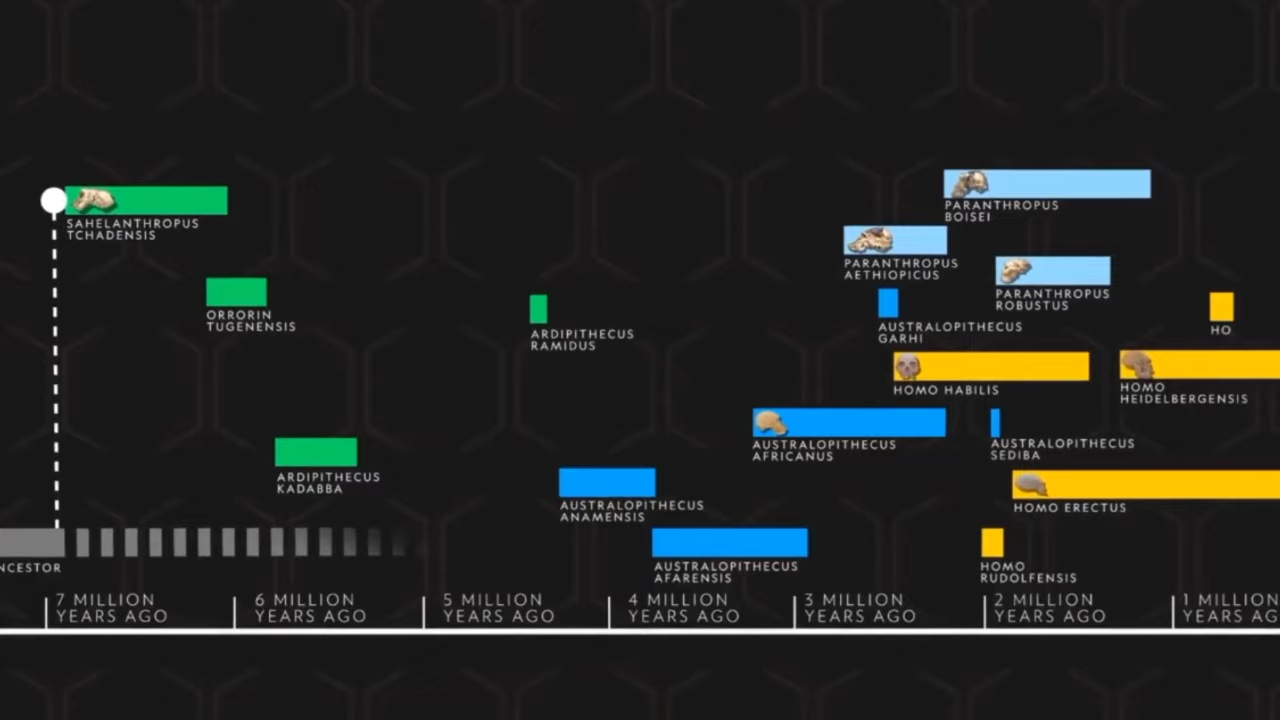 SAHELANTHROPUS
TCHADENSIS
ORRORIN
TUGENENSIS
ARDIPITHECUS
KADABBA
NCESTOR
ARDIPITHECUS
RAMIDUS
AUSTRALOPITHECUS
ANAMENSIS
AUSTRALOPITHECUS
AFARENSIS
AUSTRALOPITHECUS
AFRICANUS
PARANTHROPUS
AETHIOPICUS
PARANTHROPUS
BOISEI
PARANTHROPUS
ROBUSTUS
AUSTRALOPITHECUS
GARHI
HOMO HABILIS
AUSTRALOPITHECUS
SEDIBA
HOMO ERECTUS
HOMO
RUDOLFENSIS
HOMO
HEIDELBERGENSIS
HO
7 MILLION
YEARS AGO
6 MILLION
YEARS AGO
5 MILLION
YEARS AGO
4 MILLION
YEARS AGO
3 MILLION
YEARS AGO
2 MILLION
YEARS AGO
1 MILLION
YEARS AG